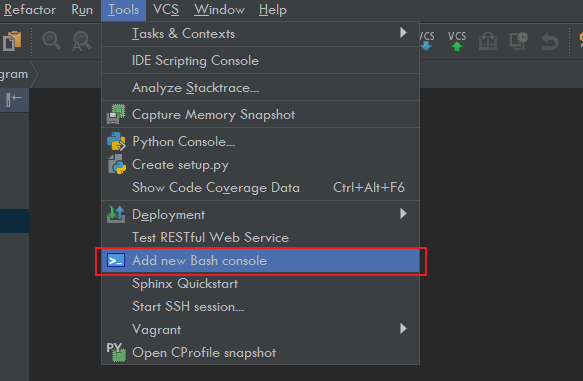 Refactor Run Tools VCS Window Help
VCS VCS
gram
Tasks & Contexts
IDE Scripting Console
Analyze Stacktrace...
Capture Memory Snapshot
Python Console...
Create setup.py
Show Code Coverage Data Ctrl+Alt+F6
Deployment
Test RESTful Web Service
Add new Bash console
Sphinx Quickstart
Start SSH session...
Vagrant
PY Open CProfile snapshot